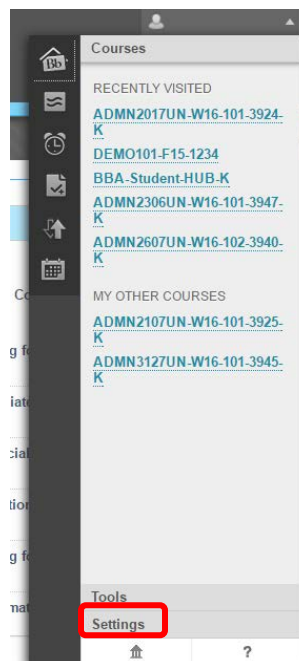 Bb
Courses
RECENTLY VISITED
ADMN2017UN-W16-101-3924-
K
DEMO101-F15-1234
BBA-Student-HUB-K
ADMN2306UN-W16-101-3947-
K
ADMN2607UN-W16-102-3940-
K
MY OTHER COURSES
ADMN2107UN-W16-101-3925-
K
ADMN3127UN-W16-101-3945-
K
Tools
Settings
?